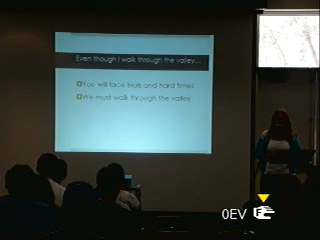 Even though I walk through the valley...
You will face trials and hard times
We must walk through the valley.
0EV